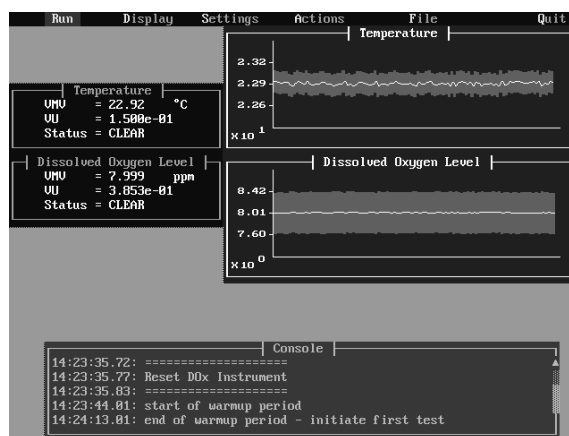 Run Display Settings Actions File Quit
Temperature
2.32
2.29
2.26
x10 1
Temperature
VMV = 22.92 °C
VU = 1.500e-01
Status = CLEAR
Dissolved Oxygen Level
VMV = 7.999 ppm
VU = 3.853e-01
Status = CLEAR
Dissolved Oxygen Level
8.42
8.01
7.60
x10 0
Console
14:23:35.72: ====================
14:23:35.77: Reset DOx Instrument
14:23:35.83: ====================
14:23:44.01: start of warmup period
14:24:13.01: end of warmup period - initiate first test